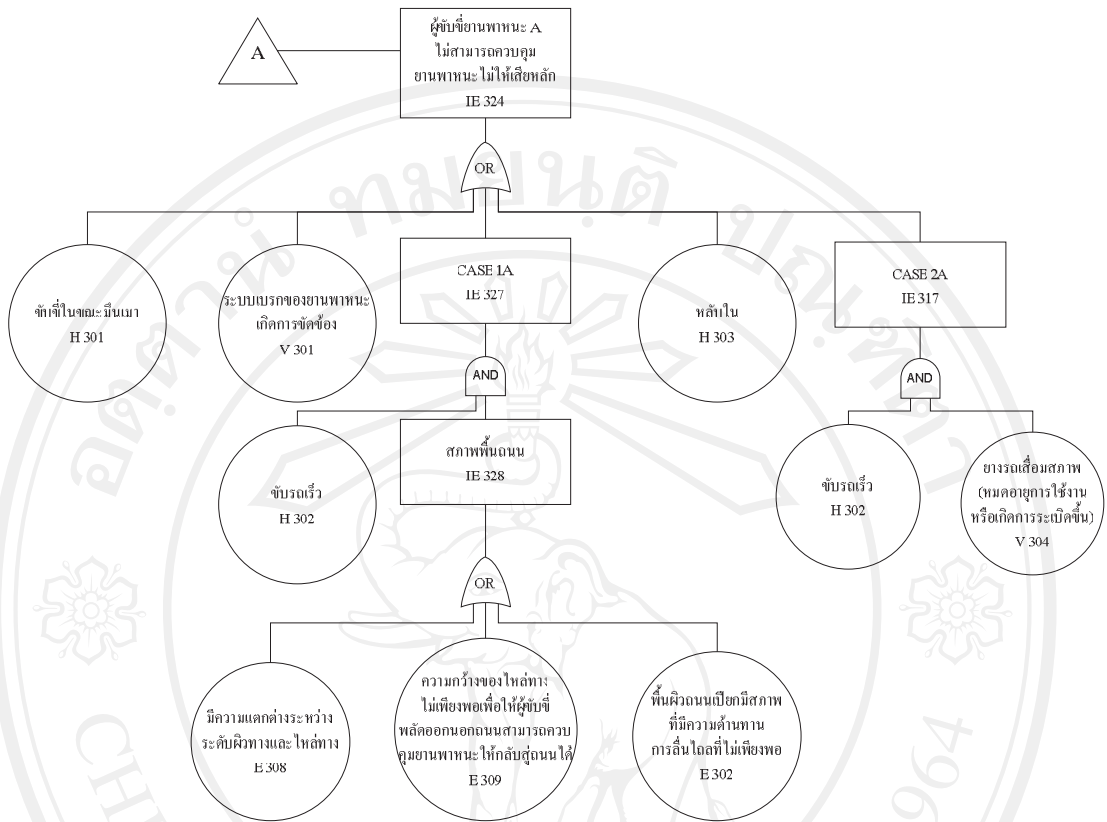 A
ผู้ขับขี่ยานพาหนะ A
ไม่สามารถควบคุม
ยานพาหนะ ไม่ให้เสียหลัก
IE 324
OR
ขับขี่ในขณะมึนเมา
H 301
ระบบเบรกของยานพาหนะ
เกิดการขัดข้อง
V 301
CASE 1A
IE 327
หลับใน
H 303
CASE 2A
IE 317
AND
AND
ขับรถเร็ว
H 302
สภาพพื้นถนน
IE 328
ขับรถเร็ว
H 302
ยางรถเสื่อมสภาพ
(หมดอายุการใช้งาน
หรือเกิดการระเบิดขึ้น)
V 304
OR
มีความแตกต่างระหว่าง
ระดับผิวทางและไหล่ทาง
E 308
ความกว้างของไหล่ทาง
ไม่เพียงพอเพื่อให้ผู้ขับขี่
พลัดออกนอกถนนสามารถควบ
คุมยานพาหนะให้กลับสู่ถนนได้
E 309
พื้นผิวถนนเปียกมีสภาพ
ที่มีความต้านทาน
การลื่นไถลที่ไม่เพียงพอ
E 302
อตฺตานํ ทมยนฺติ ปณฺฑิตา
964